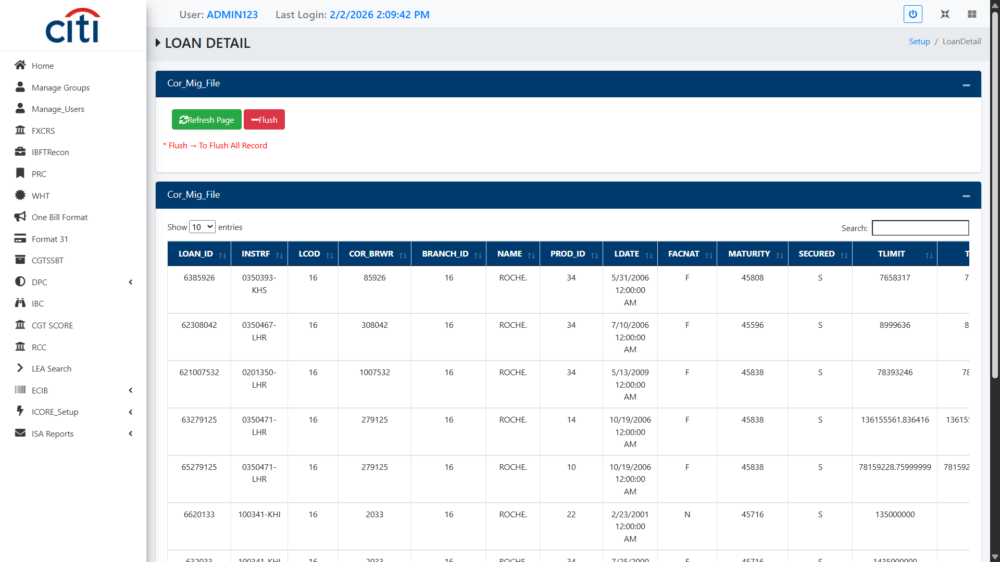 citi
User: ADMIN123 Last Login: 2/2/2026 2:09:42 PM
LOAN DETAIL
Setup / LoanDetail
Home
Manage Groups
Manage_Users
FXCRS
IBFTRecon
PRC
WHT
One Bill Format
Format 31
CGTSSBT
DPC
IBC
CGT SCORE
RCC
LEA Search
ECIB
ICORE_Setup
ISA Reports
Cor_Mig_File
Refresh Page
Flush
* Flush → To Flush All Record
Cor_Mig_File
Show 10 entries
Search:
LOAN_ID INSTRF LCOD COR_BRWR BRANCH_ID NAME PROD_ID LDATE FACNAT MATURITY SECURED TLIMIT T
6385926 0350393-KHS 16 85926 16 ROCHE. 34 5/31/2006 12:00:00 AM F 45808 S 7658317 7
62308042 0350467-LHR 16 308042 16 ROCHE. 34 7/10/2006 12:00:00 AM F 45596 S 8999636 8
621007532 0201350-LHR 16 1007532 16 ROCHE. 34 5/13/2009 12:00:00 AM F 45838 S 78393246 78
63279125 0350471-LHR 16 279125 16 ROCHE. 14 10/19/2006 12:00:00 AM F 45838 S 136155561.836416 136155
65279125 0350471-LHR 16 279125 16 ROCHE. 10 10/19/2006 12:00:00 AM F 45838 S 78159228.75999999 781592
6620133 100341-KHI 16 2033 16 ROCHE. 22 2/23/2001 12:00:00 AM N 45716 S 135000000
632033 100341-KHI 16 2033 16 ROCHE. 34 7/25/2000 F 45716 S 1435000000